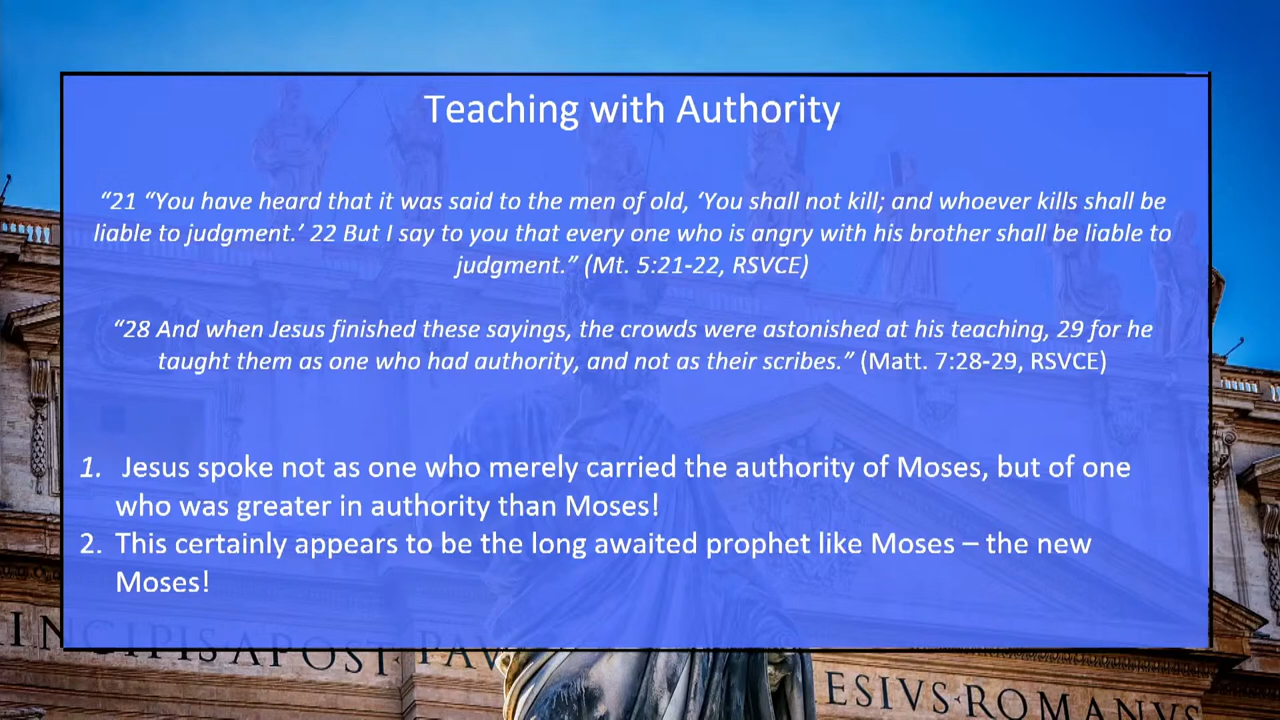 Teaching with Authority
“21 “You have heard that it was said to the men of old, ‘You shall not kill; and whoever kills shall be
liable to judgment.’ 22 But I say to you that every one who is angry with his brother shall be liable to
judgment.” (Mt. 5:21-22, RSVCE)
“28 And when Jesus finished these sayings, the crowds were astonished at his teaching, 29 for he
taught them as one who had authority, and not as their scribes.” (Matt. 7:28-29, RSVCE)
1. Jesus spoke not as one who merely carried the authority of Moses, but of one
who was greater in authority than Moses!
2. This certainly appears to be the long awaited prophet like Moses – the new
Moses!
INCIPIS·APOST PAV ESIVS·ROMANVS